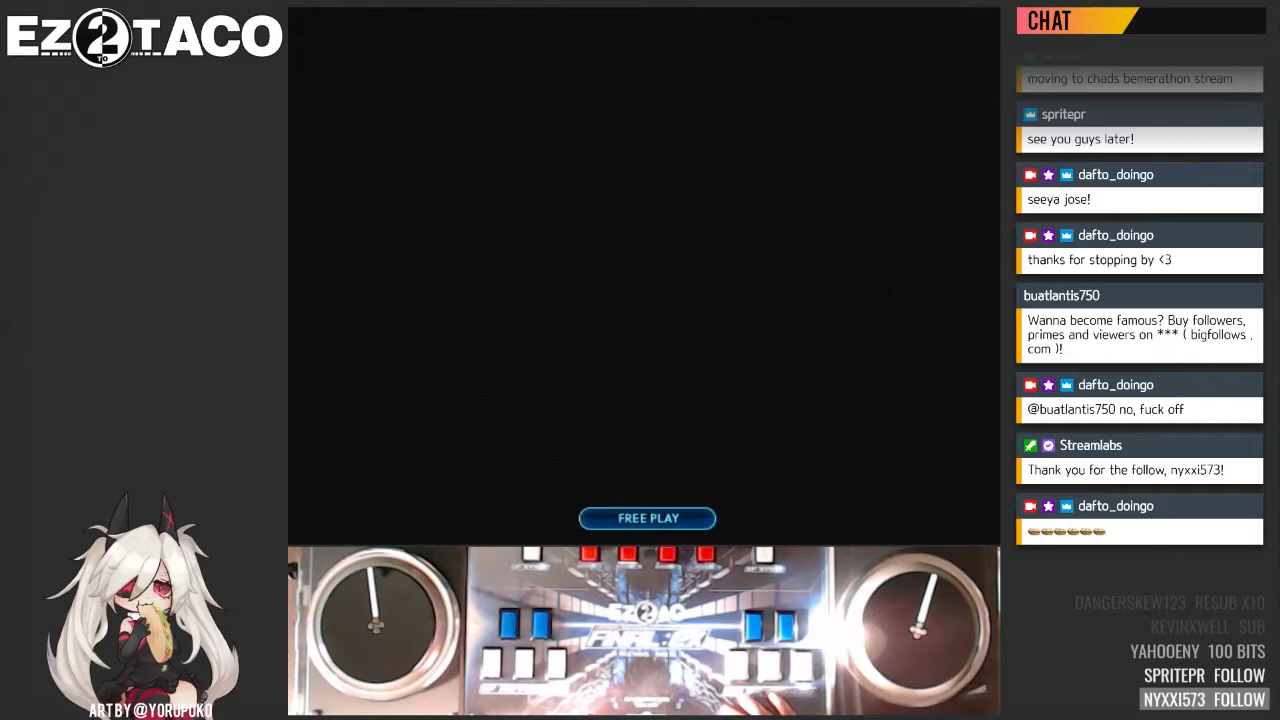 EZ2TACO
CHAT
moving to chads bemerathon stream
spritepr
see you guys later!
dafto_doingo
seeya jose!
dafto_doingo
thanks for stopping by <3
buatlantis750
Wanna become famous? Buy followers,
primes and viewers on *** ( bigfollows .
com )!
dafto_doingo
@buatlantis750 no, fuck off
Streamlabs
Thank you for the follow, nyxxi573!
dafto_doingo
FREE PLAY
EZ2TACO
FINAL:EX
DANGERSKEW123 RESUB X10
KEVINXWELL SUB
YAHOOENY 100 BITS
SPRITEPR FOLLOW
NYXXI573 FOLLOW
ART BY @YORUPOKO